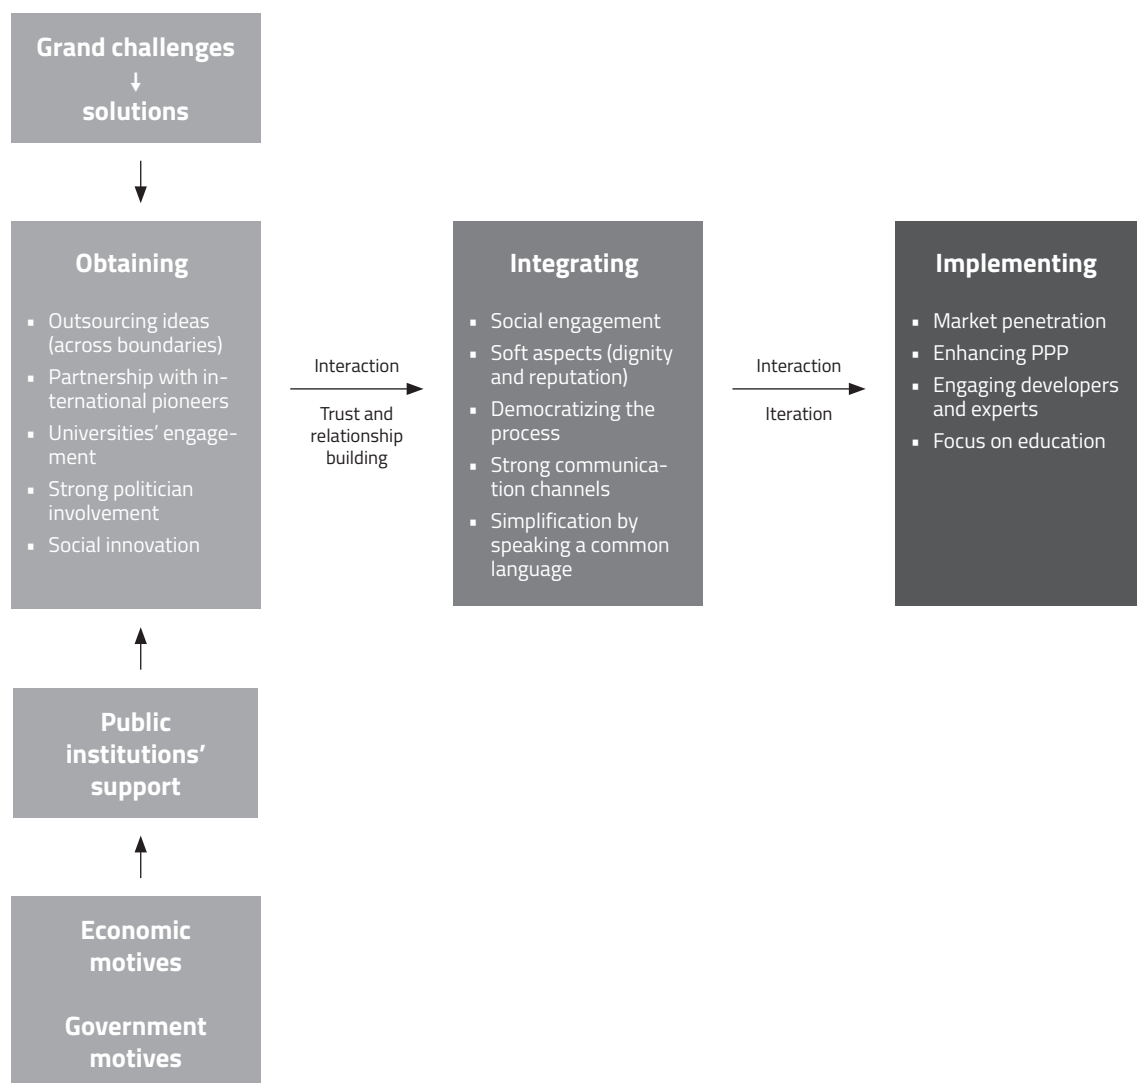 Grand challenges
solutions
Obtaining
▪ Outsourcing ideas
(across boundaries)
▪ Partnership with in-
ternational pioneers
▪ Universities’ engage-
ment
▪ Strong politician
involvement
▪ Social innovation
Interaction
Trust and
relationship
building
Integrating
▪ Social engagement
▪ Soft aspects (dignity
and reputation)
▪ Democratizing the
process
▪ Strong communica-
tion channels
▪ Simplification by
speaking a common
language
Interaction
Iteration
Implementing
▪ Market penetration
▪ Enhancing PPP
▪ Engaging developers
and experts
▪ Focus on education
Public
institutions’
support
Economic
motives
Government
motives